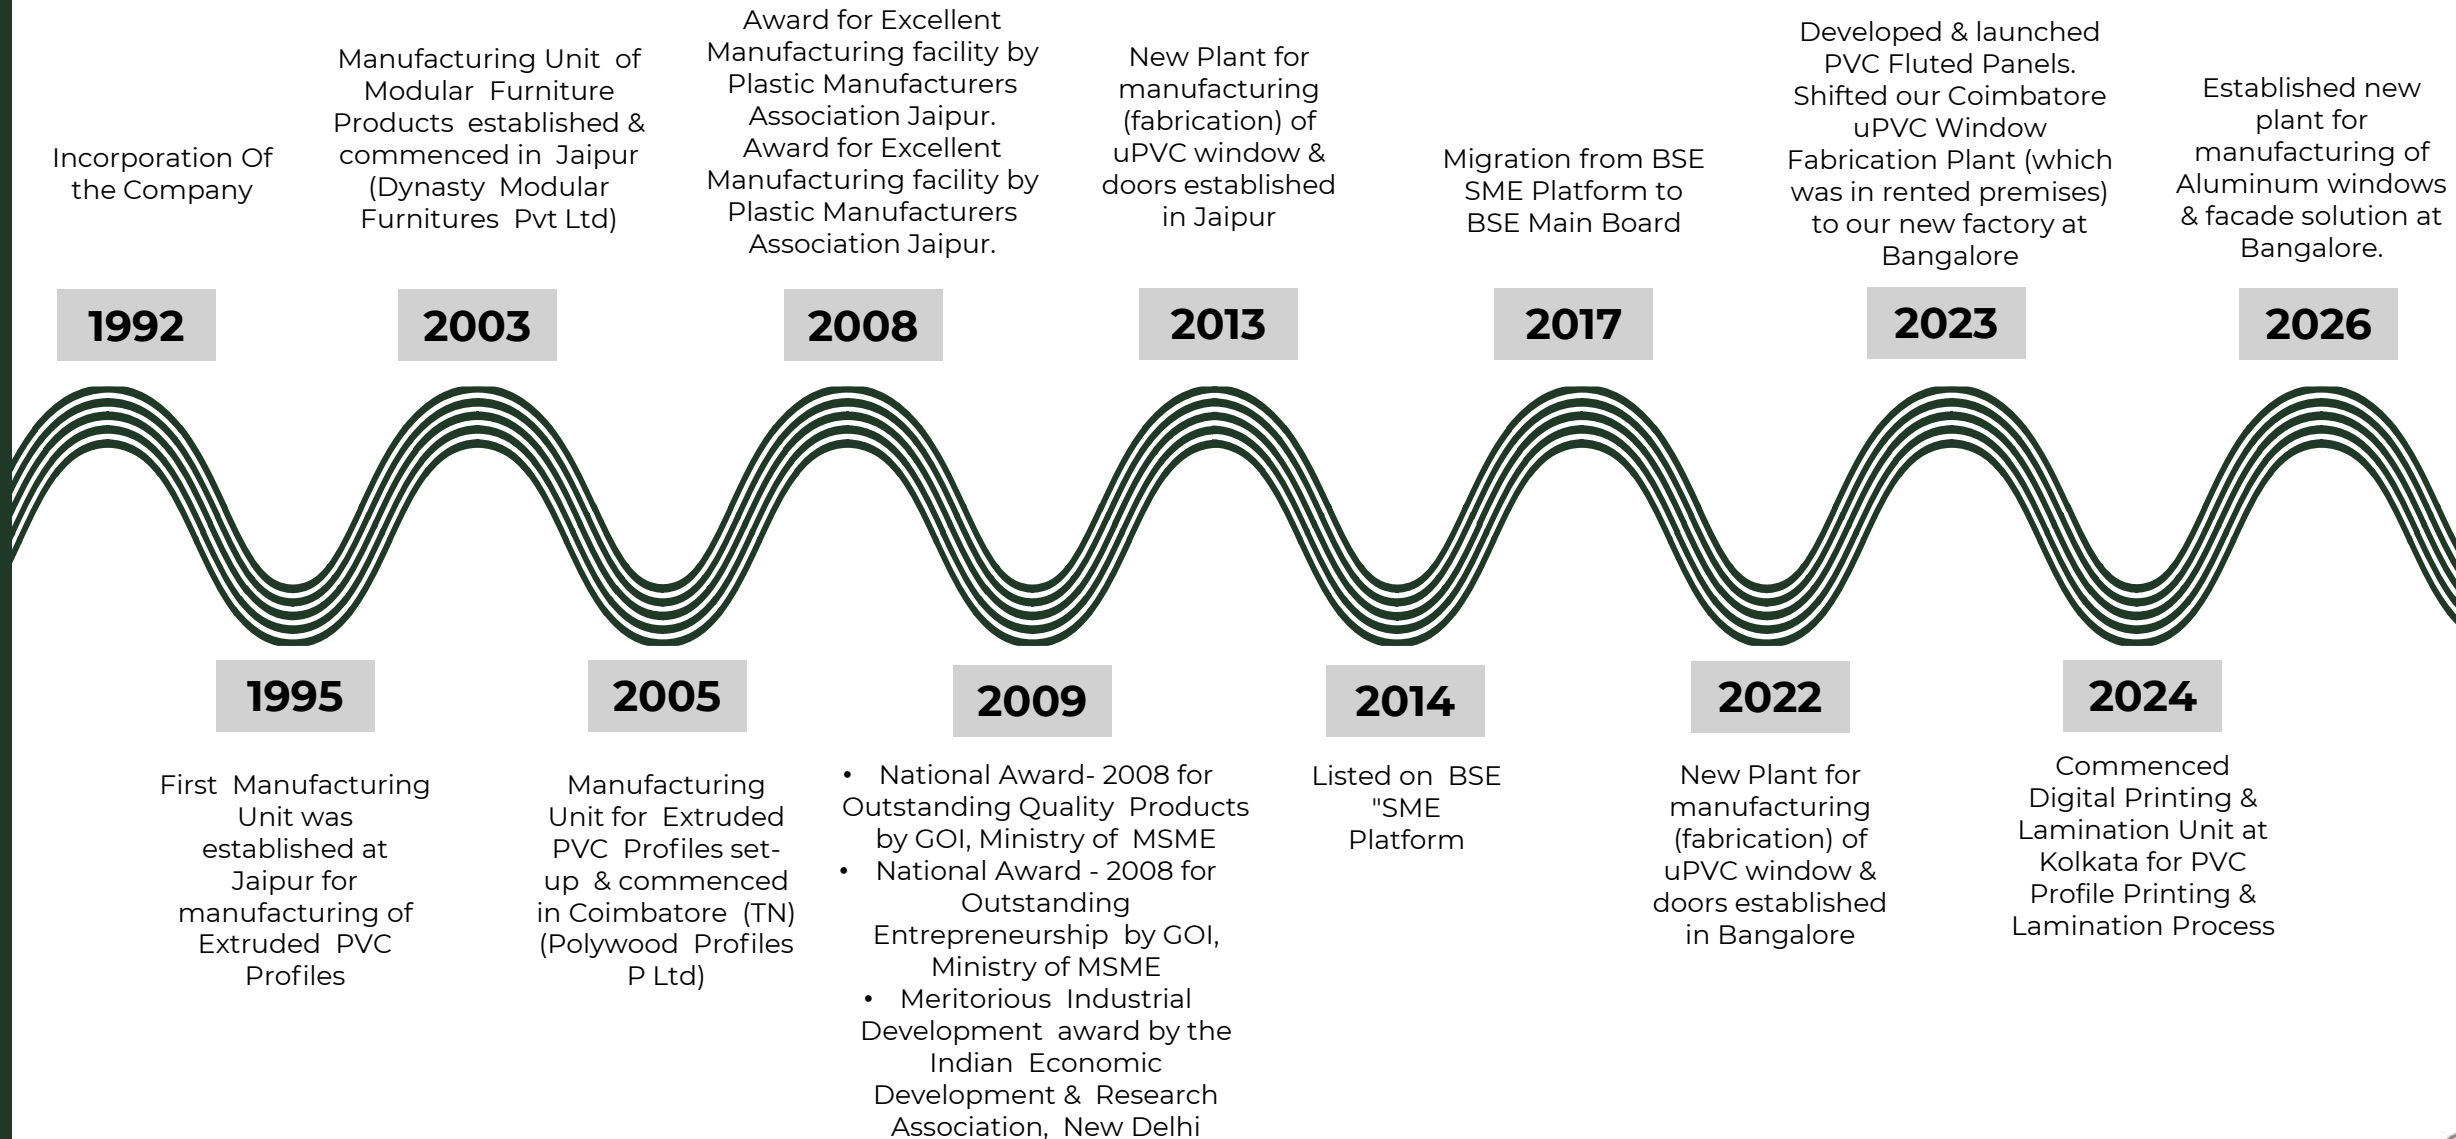 Incorporation Of
the Company
1992
First Manufacturing
Unit was
established at
Jaipur for
manufacturing of
Extruded PVC
Profiles
1995
Manufacturing Unit of
Modular Furniture
Products established &
commenced in Jaipur
(Dynasty Modular
Furnitures Pvt Ltd)
2003
2005
Manufacturing
Unit for Extruded
PVC Profiles set-
up & commenced
in Coimbatore (TN)
(Polywood Profiles
P Ltd)
Award for Excellent
Manufacturing facility by
Plastic Manufacturers
Association Jaipur.
Award for Excellent
Manufacturing facility by
Plastic Manufacturers
Association Jaipur.
2008
2009
• National Award- 2008 for
Outstanding Quality Products
by GOI, Ministry of MSME
• National Award - 2008 for
Outstanding
Entrepreneurship by GOI,
Ministry of MSME
• Meritorious Industrial
Development award by the
Indian Economic
Development & Research
Association, New Delhi
New Plant for
manufacturing
(fabrication) of
uPVC window &
doors established
in Jaipur
2013
2014
Listed on BSE
"SME
Platform
Migration from BSE
SME Platform to
BSE Main Board
2017
2022
New Plant for
manufacturing
(fabrication) of
uPVC window &
doors established
in Bangalore
Developed & launched
PVC Fluted Panels.
Shifted our Coimbatore
uPVC Window
Fabrication Plant (which
was in rented premises)
to our new factory at
Bangalore
2023
2024
Commenced
Digital Printing &
Lamination Unit at
Kolkata for PVC
Profile Printing &
Lamination Process
Established new
plant for
manufacturing of
Aluminum windows
& facade solution at
Bangalore.
2026